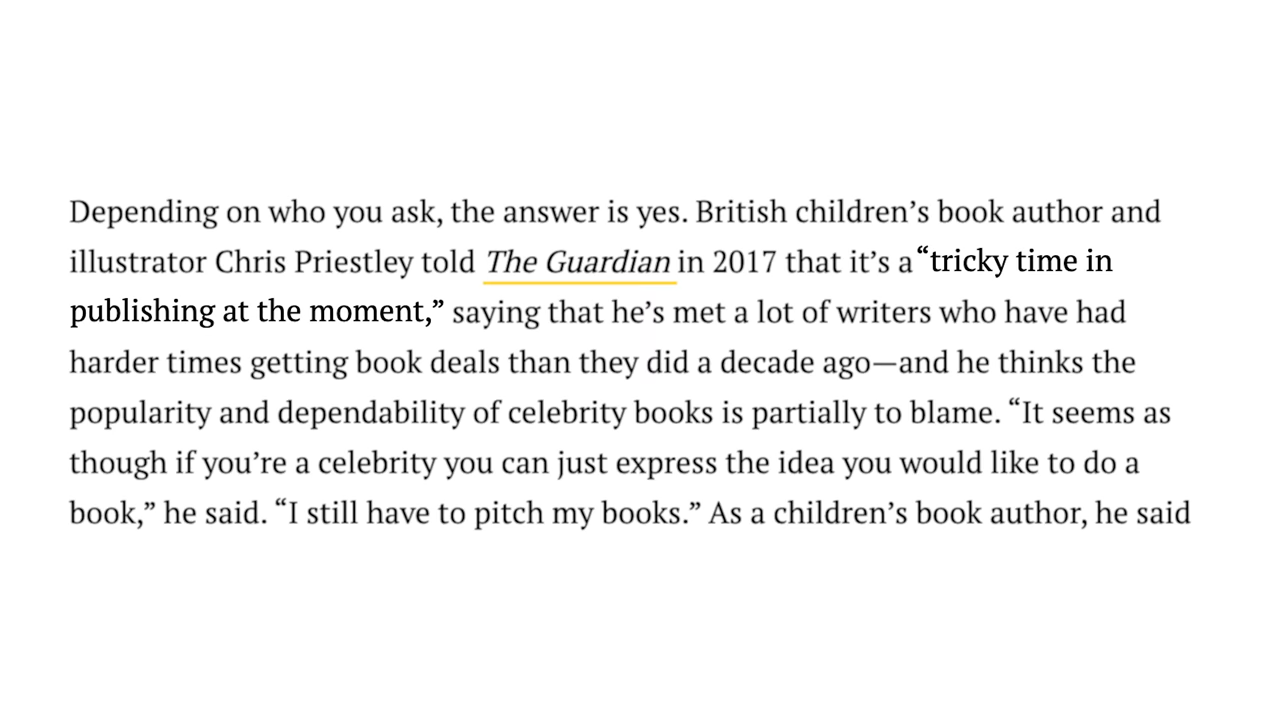 Depending on who you ask, the answer is yes. British children’s book author and
illustrator Chris Priestley told The Guardian in 2017 that it’s a “tricky time in
publishing at the moment,” saying that he’s met a lot of writers who have had
harder times getting book deals than they did a decade ago—and he thinks the
popularity and dependability of celebrity books is partially to blame. “It seems as
though if you’re a celebrity you can just express the idea you would like to do a
book,” he said. “I still have to pitch my books.” As a children’s book author, he said